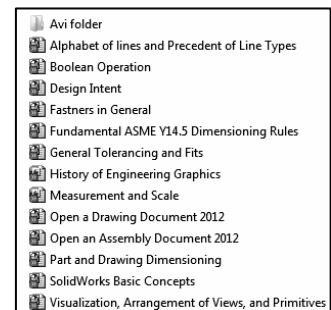 Avi folder
Alphabet of lines and Precedent of Line Types
Boolean Operation
Design Intent
Fastners in General
Fundamental ASME Y14.5 Dimensioning Rules
General Tolerancing and Fits
History of Engineering Graphics
Measurement and Scale
Open a Drawing Document 2012
Open an Assembly Document 2012
Part and Drawing Dimensioning
SolidWorks Basic Concepts
Visualization, Arrangement of Views, and Primitives